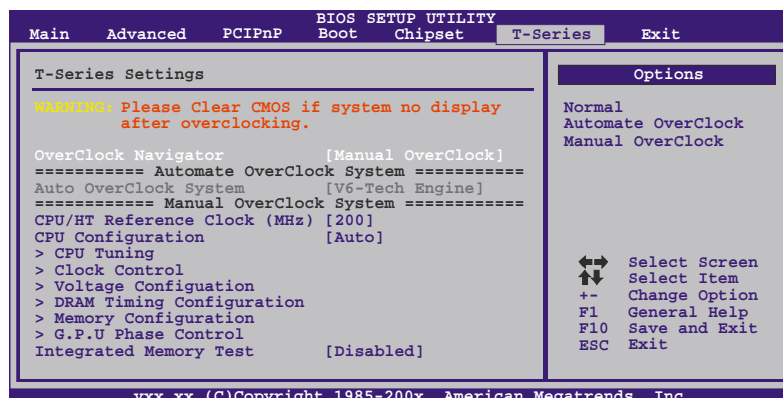 BIOS SETUP UTILITY
Main Advanced PCIPnP Boot Chipset T-Series Exit
T-Series Settings
WARNING: Please Clear CMOS if system no display
after overclocking.
OverClock Navigator [Manual OverClock]
=========== Automate OverClock System ===========
Auto OverClock System [V6-Tech Engine]
============ Manual OverClock System ============
CPU/HT Reference Clock (MHz) [200]
CPU Configuration [Auto]
> CPU Tuning
> Clock Control
> Voltage Configuation
> DRAM Timing Configuration
> Memory Configuration
> G.P.U Phase Control
Integrated Memory Test [Disabled]
Options
Normal
Automate OverClock
Manual OverClock
Select Screen
Select Item
+- Change Option
F1 General Help
F10 Save and Exit
ESC Exit
vxx.xx (C)Copyright 1985-200x, American Megatrends, Inc.